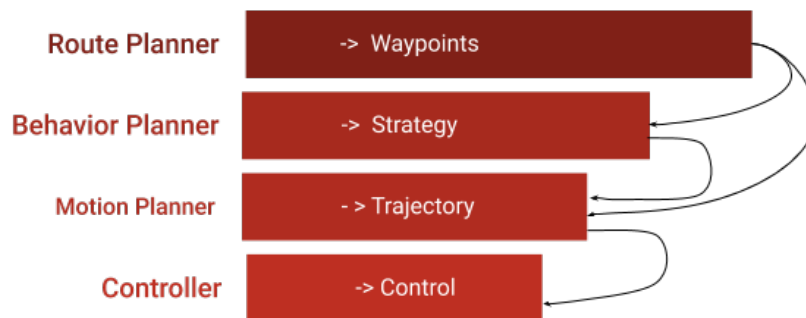 Route Planner -> Waypoints
Behavior Planner -> Strategy
Motion Planner - > Trajectory
Controller -> Control